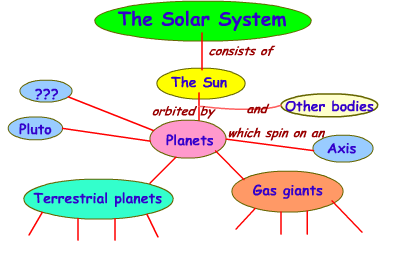 The Solar System
consists of
The Sun
???
orbited by
and
Other bodies
Pluto
Planets
which spin on an
Axis
Terrestrial planets
Gas giants